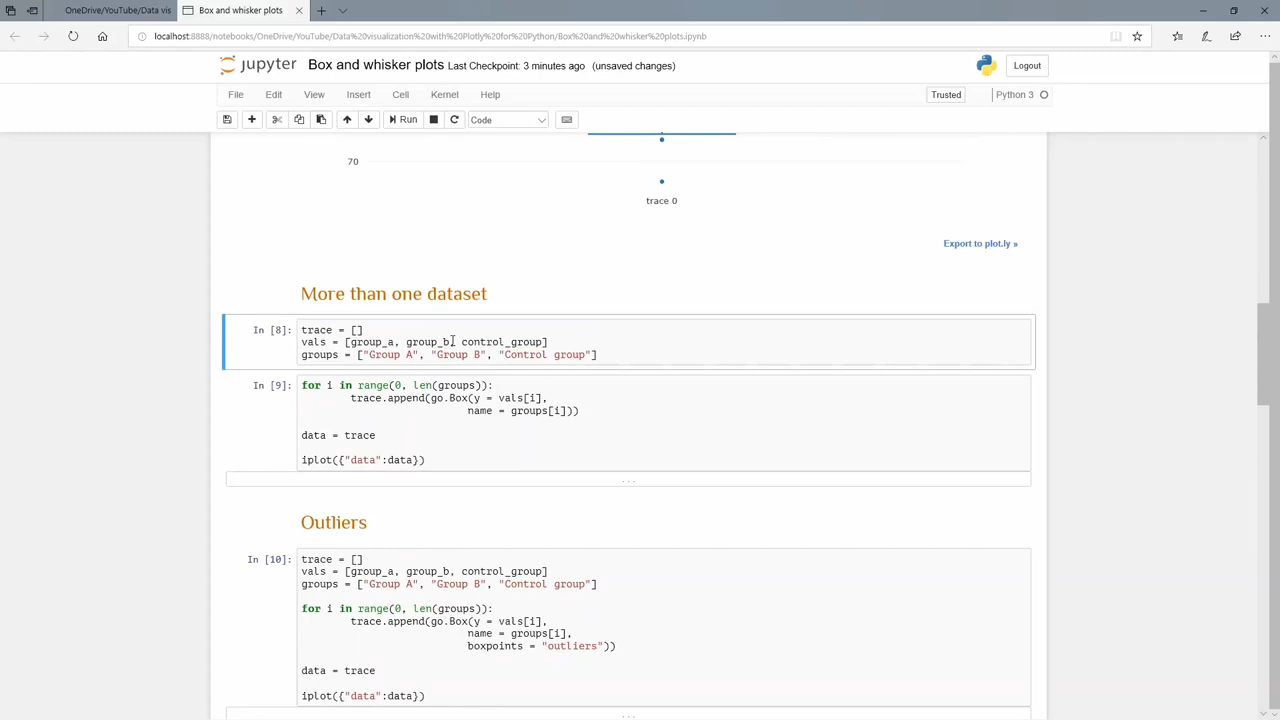 OneDrive/YouTube/Data vis
Box and whisker plots
localhost:8888/notebooks/OneDrive/YouTube/Data%20visualization%20with%20Plotly%20for%20Python/Box%20and%20whisker%20plots.ipynb
jupyter Box and whisker plots Last Checkpoint: 3 minutes ago (unsaved changes)
Logout
File Edit View Insert Cell Kernel Help
Trusted
Python 3
Run
Code
70
trace 0
Export to plot.ly »
More than one dataset
In [8]: trace = []
vals = [group_a, group_b, control_group]
groups = ["Group A", "Group B", "Control group"]
In [9]: for i in range(0, len(groups)):
trace.append(go.Box(y = vals[i],
name = groups[i]))
data = trace
iplot({"data":data})
...
Outliers
In [10]: trace = []
vals = [group_a, group_b, control_group]
groups = ["Group A", "Group B", "Control group"]
for i in range(0, len(groups)):
trace.append(go.Box(y = vals[i],
name = groups[i],
boxpoints = "outliers"))
data = trace
iplot({"data":data})
...